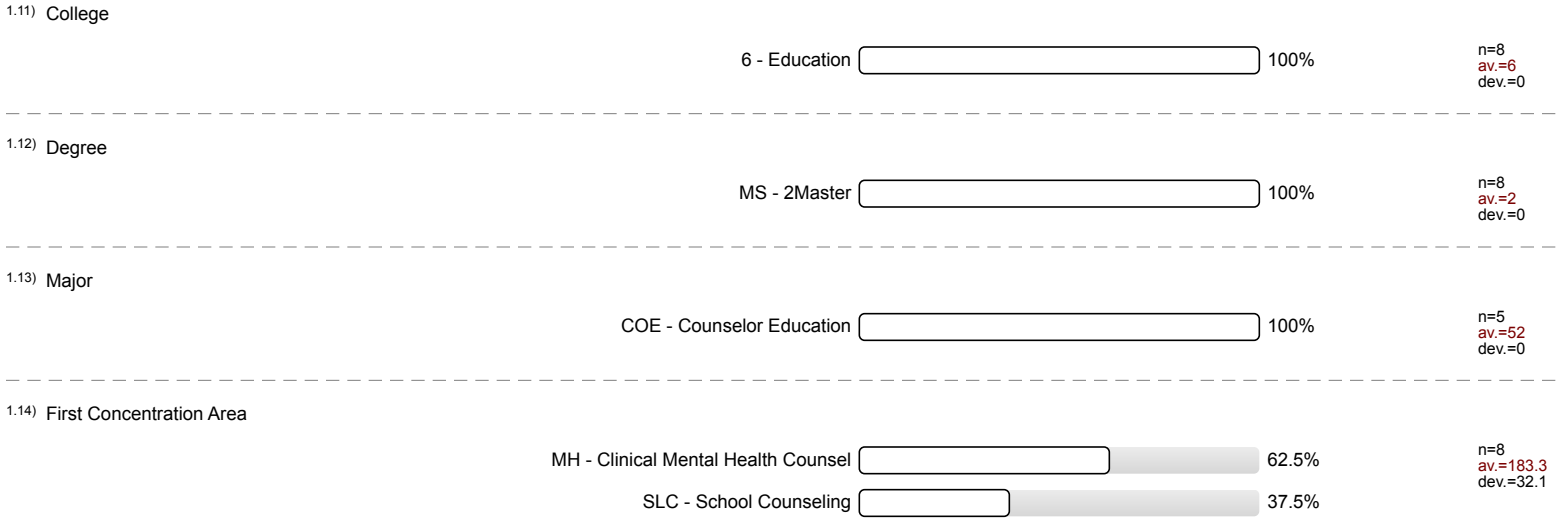 1.11) College
6 - Education 100% n=8
av.=6
dev.=0
1.12) Degree
MS - 2Master 100% n=8
av.=2
dev.=0
1.13) Major
COE - Counselor Education 100% n=5
av.=52
dev.=0
1.14) First Concentration Area
MH - Clinical Mental Health Counsel 62.5% n=8
av.=183.3
dev.=32.1
SLC - School Counseling 37.5%